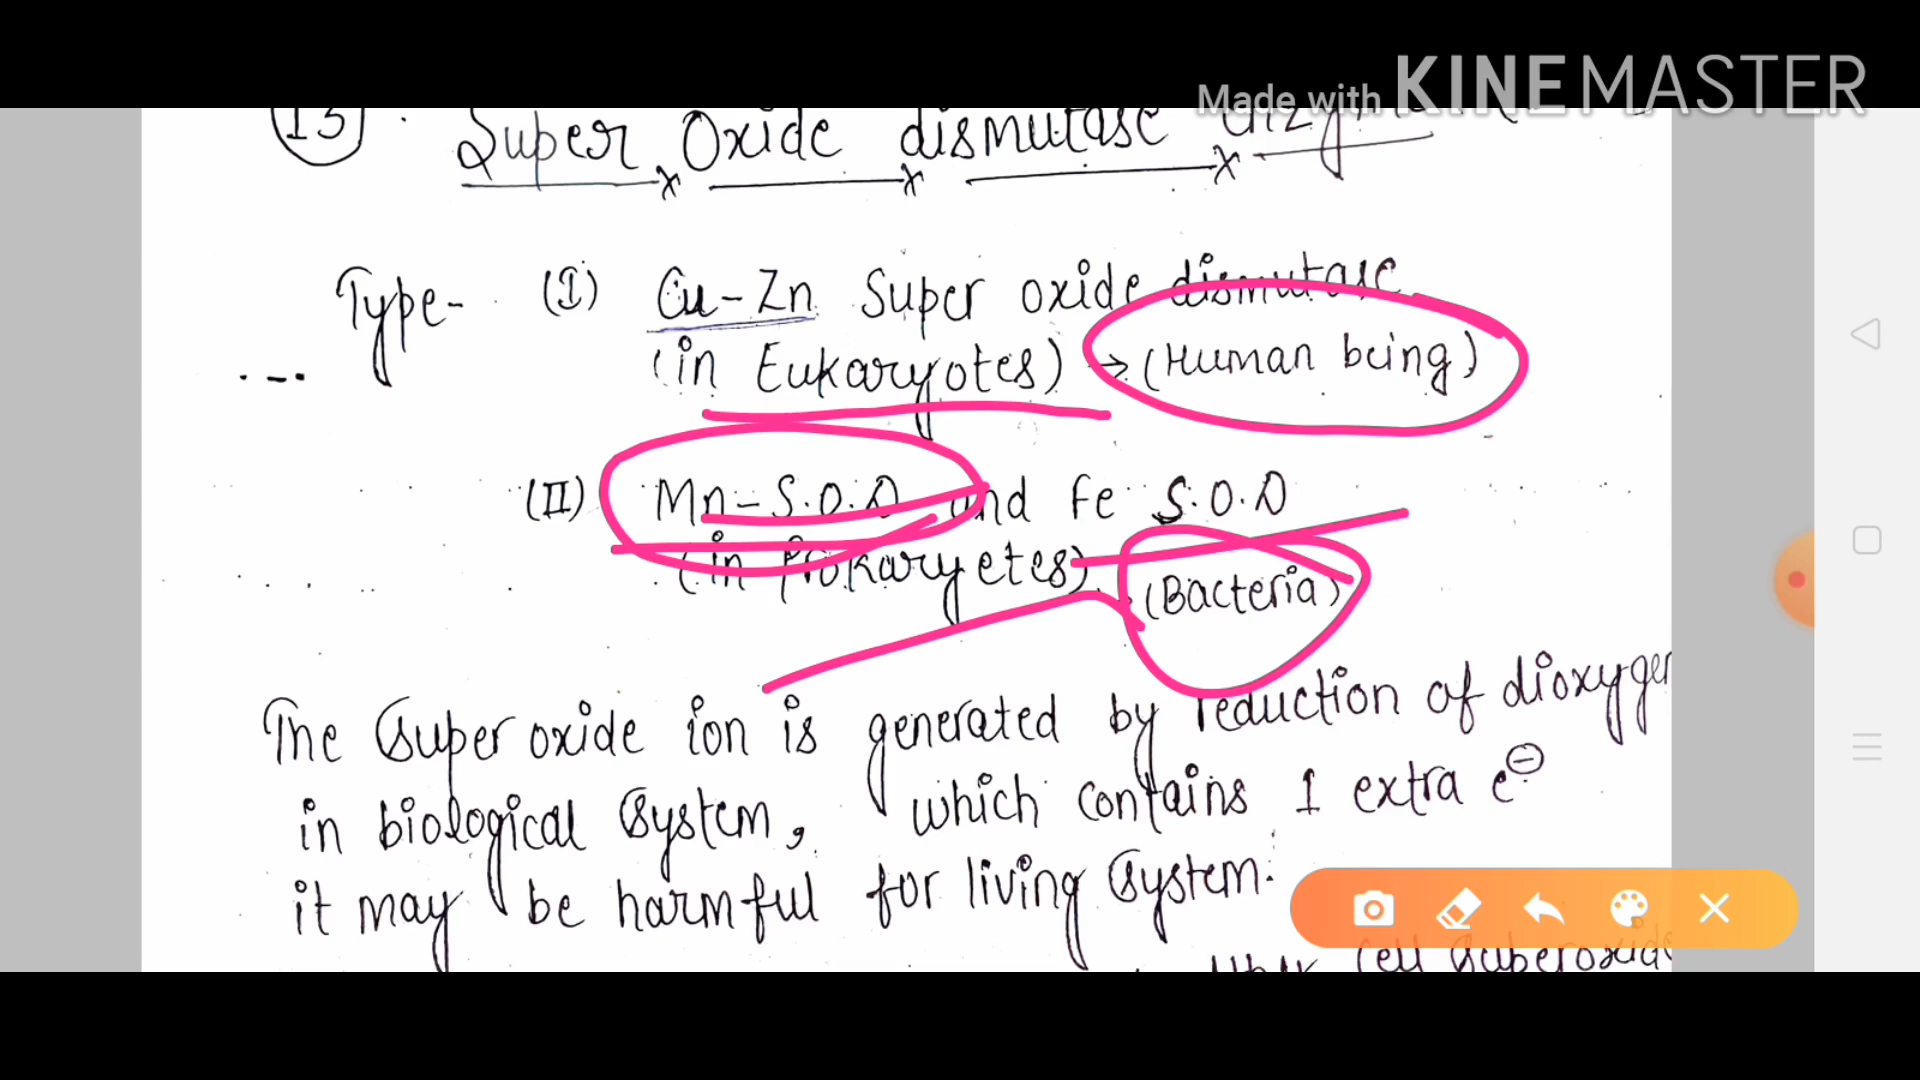 Made with KINEMASTER
(13) Super Oxide dismutase
Type- (I) Cu-Zn Super oxide dismutase
(in Eukaryotes) → (Human being)
(II) Mn-S.O.D and Fe S.O.D
(in Prokaryetes)
(Bacteria)
The Super oxide ion is generated by reduction of dioxygen
in biological System, which contains 1 extra e⊖
it may be harmful for living System.
Cell Superoxide